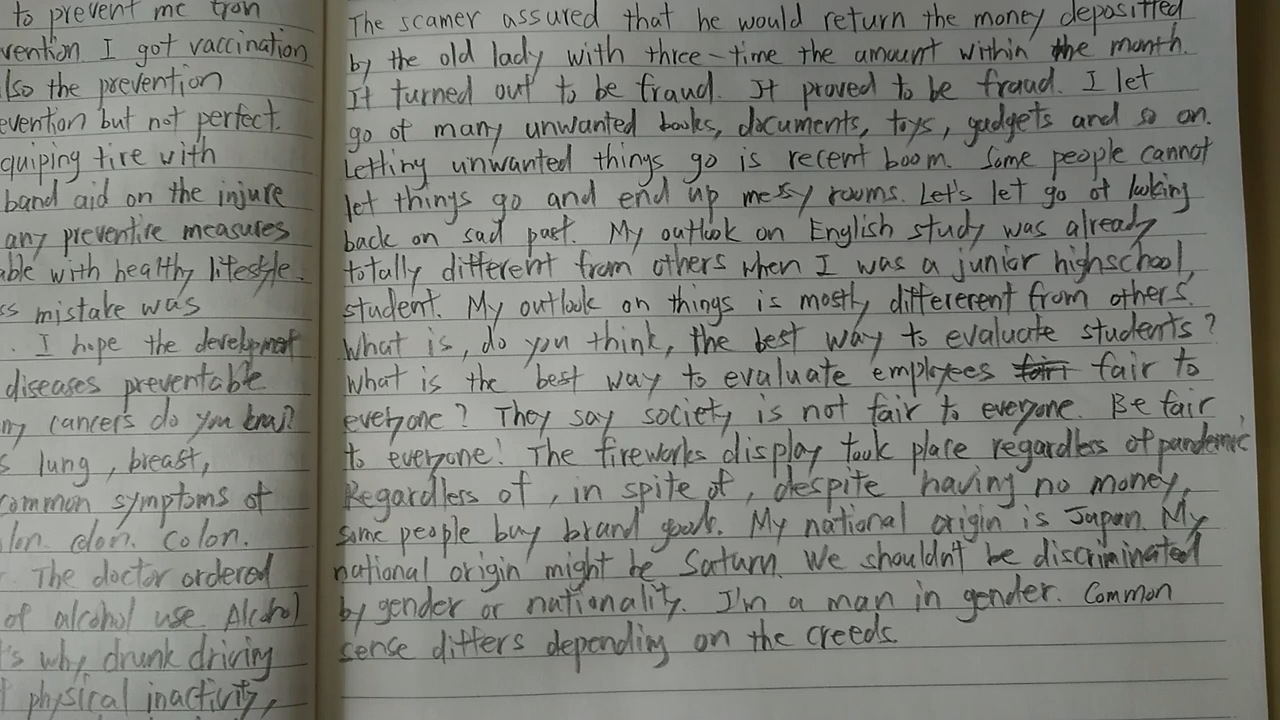 to prevent me from
vention. I got vaccination
lso the prevention
evention but not perfect.
quiping tire with
band aid on the injure
any preventive measures
able with healthy lifestyle.
ss mistake was
. I hope the development
diseases preventable
ny cancers do you know?
s lung, breast,
ommon symptoms of
lon. colon. colon.
. The doctor ordered
of alcohol use. Alcohol
's why drunk driving
physical inactivity,
The scamer assured that he would return the money depositted
by the old lady with three-time the amount within the month.
It turned out to be fraud. It proved to be fraud. I let
go of many unwanted books, documents, toys, gadgets and so on.
Letting unwanted things go is recent boom. Some people cannot
let things go and end up messy rooms. Let's let go of looking
back on sad past. My outlook on English study was already
totally different from others when I was a junior highschool,
student. My outlook on things is mostly differerent from others.
What is, do you think, the best way to evaluate students?
What is the best way to evaluate employees fair to
everyone? They say society is not fair to everyone. Be fair,
to everyone! The fireworks display took place regardless of pandemic
Regardless of, in spite of, despite having no money,
some people buy brand goods. My national origin is Japan. My
national origin might be Saturn. We shouldn't be discriminated
by gender or nationality. I'm a man in gender. Common
sense differs depending on the creeds.